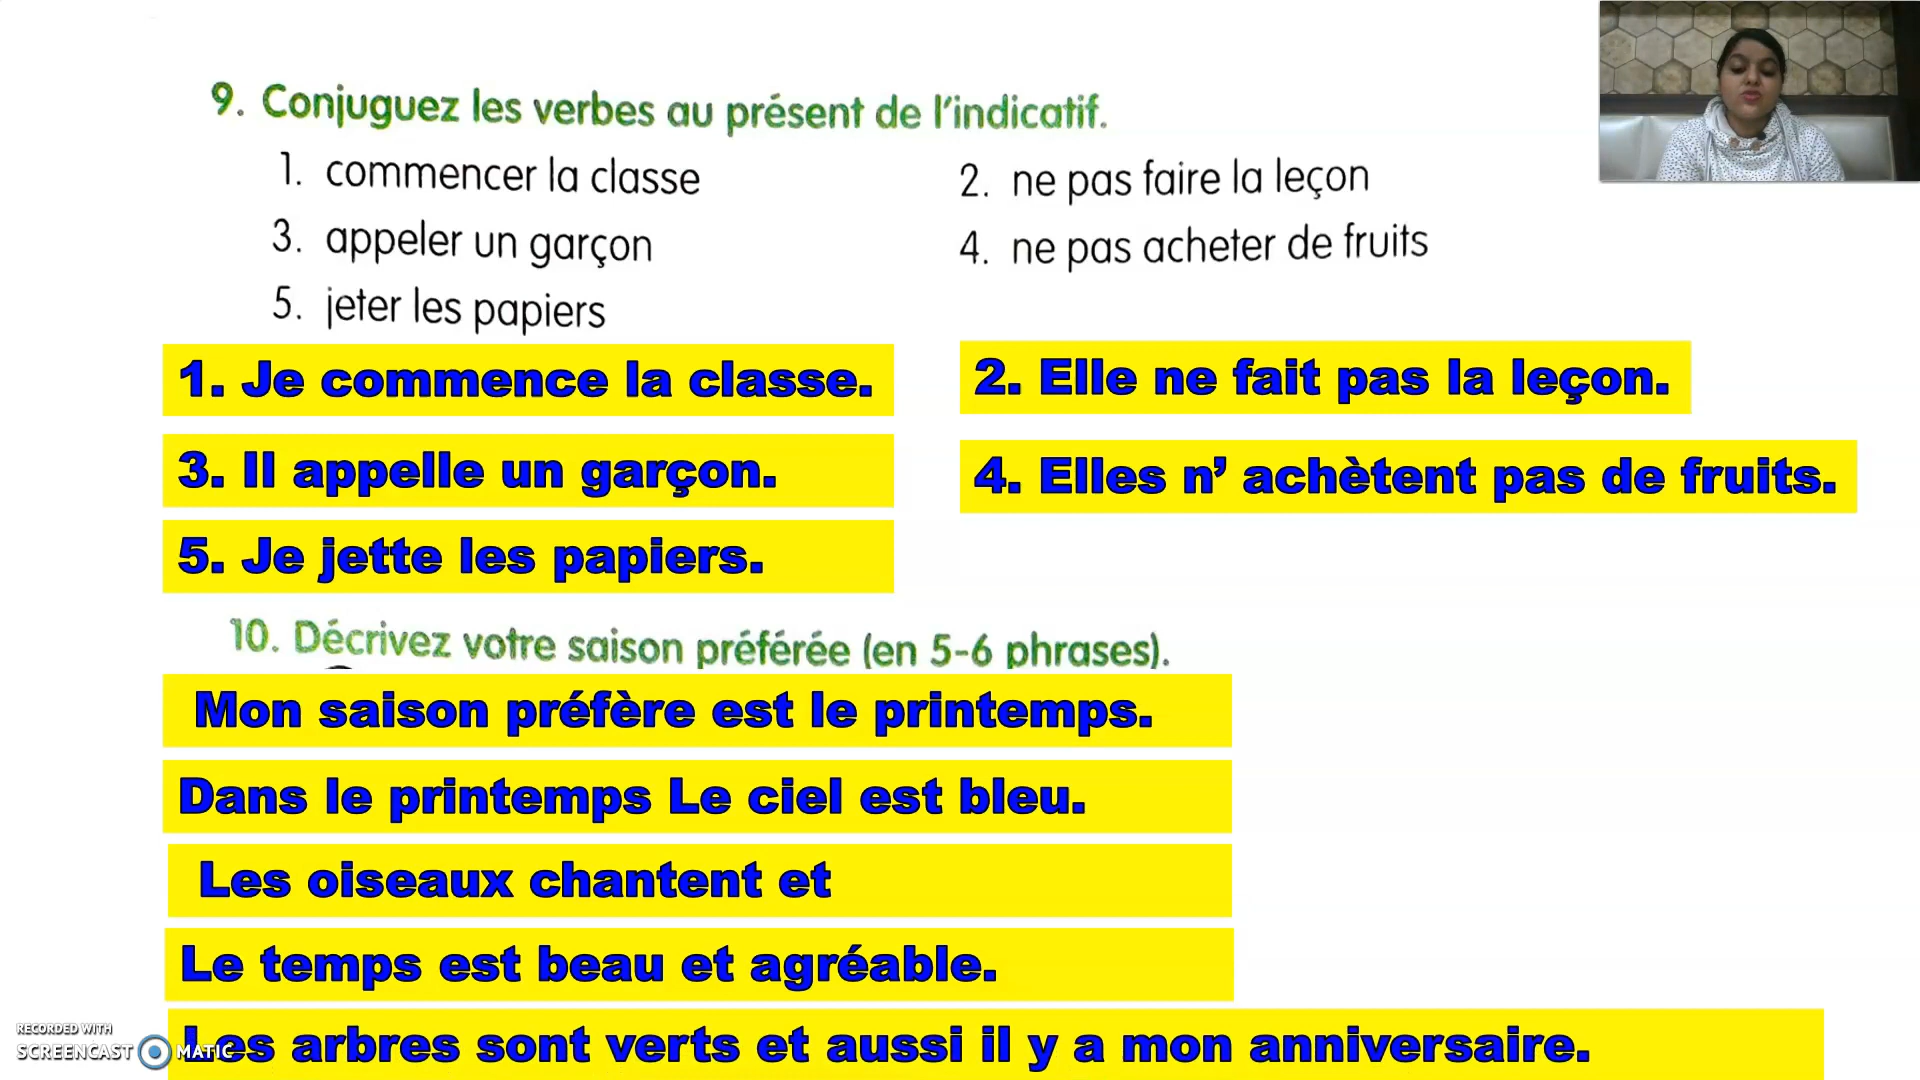 9. Conjuguez les verbes au présent de l'indicatif.
1. commencer la classe
2. ne pas faire la leçon
3. appeler un garçon
4. ne pas acheter de fruits
5. jeter les papiers
1. Je commence la classe.
2. Elle ne fait pas la leçon.
3. Il appelle un garçon.
4. Elles n’ achètent pas de fruits.
5. Je jette les papiers.
10. Décrivez votre saison préférée (en 5-6 phrases).
Mon saison préfère est le printemps.
Dans le printemps Le ciel est bleu.
Les oiseaux chantent et
Le temps est beau et agréable.
Les arbres sont verts et aussi il y a mon anniversaire.
RECORDED WITH
SCREENCAST MATIC